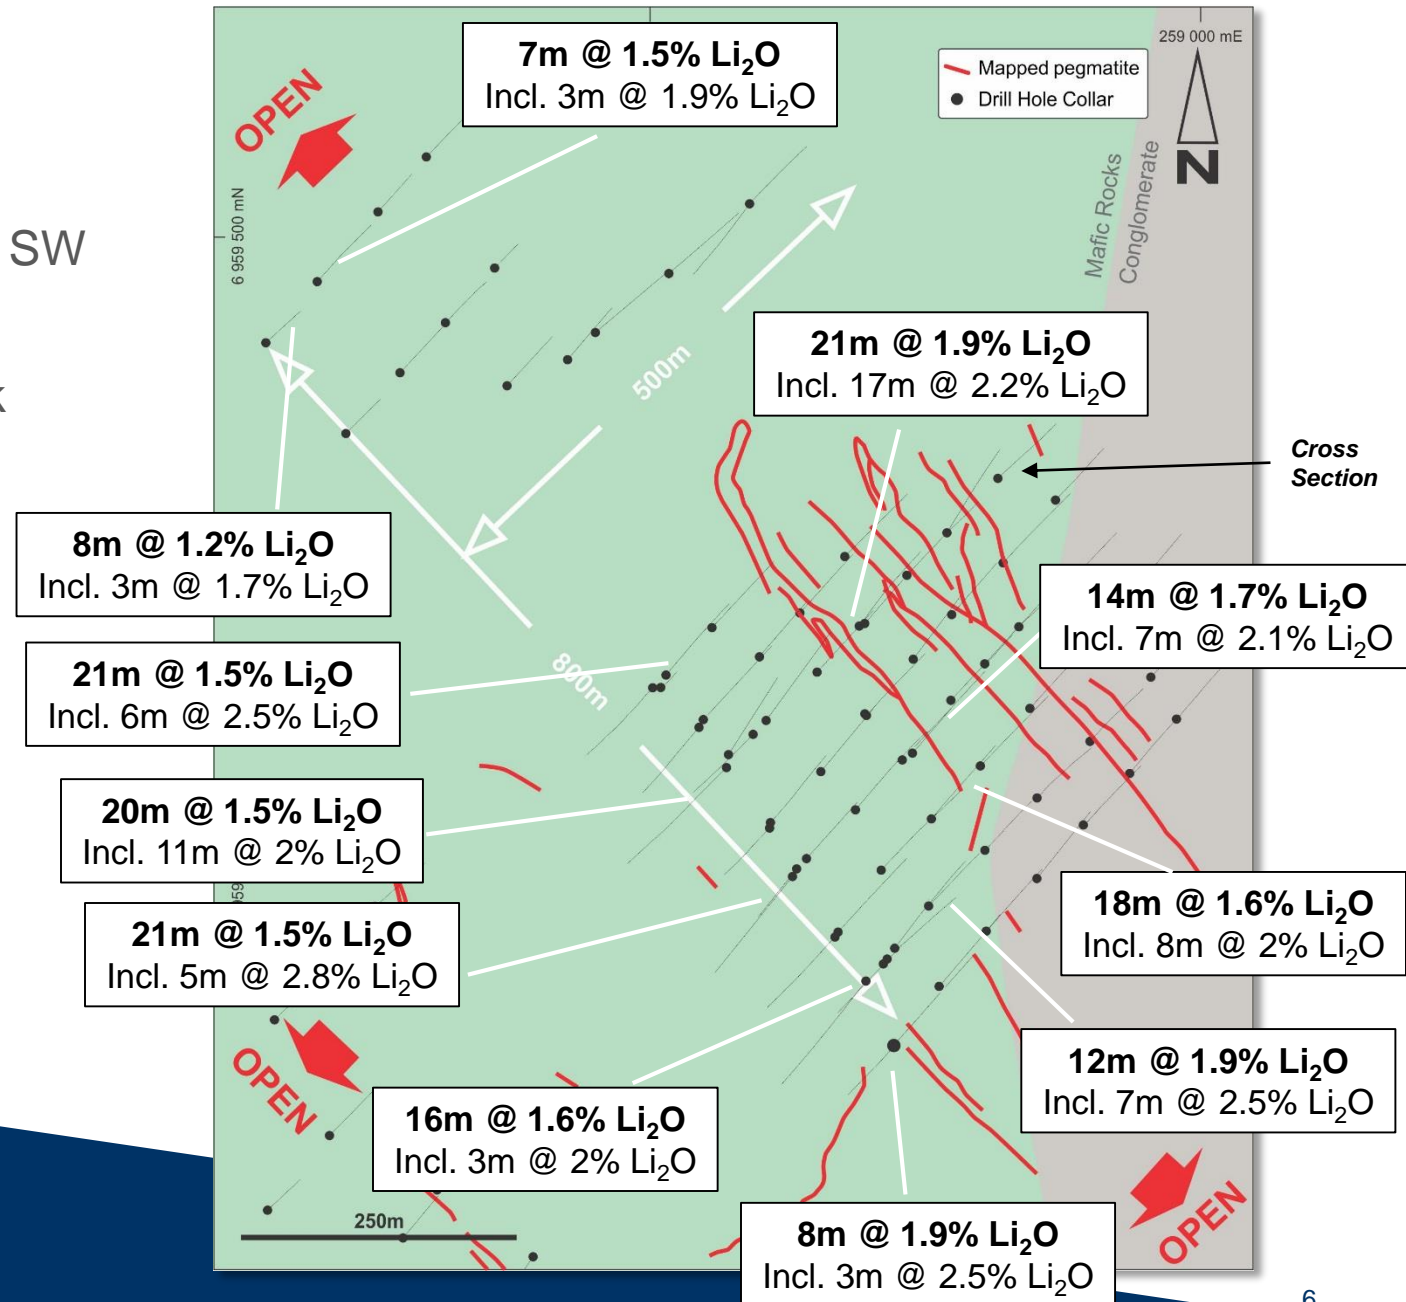 7m @ 1.5% Li₂O
Incl. 3m @ 1.9% Li₂O
259 000 mE
Mapped pegmatite
Drill Hole Collar
N
OPEN
Mafic Rocks
Conglomerate
6 959 500 mN
SW
500m
21m @ 1.9% Li₂O
Incl. 17m @ 2.2% Li₂O
Cross
Section
8m @ 1.2% Li₂O
Incl. 3m @ 1.7% Li₂O
14m @ 1.7% Li₂O
Incl. 7m @ 2.1% Li₂O
21m @ 1.5% Li₂O
Incl. 6m @ 2.5% Li₂O
800m
20m @ 1.5% Li₂O
Incl. 11m @ 2% Li₂O
18m @ 1.6% Li₂O
Incl. 8m @ 2% Li₂O
21m @ 1.5% Li₂O
Incl. 5m @ 2.8% Li₂O
12m @ 1.9% Li₂O
Incl. 7m @ 2.5% Li₂O
OPEN
16m @ 1.6% Li₂O
Incl. 3m @ 2% Li₂O
OPEN
250m
8m @ 1.9% Li₂O
Incl. 3m @ 2.5% Li₂O